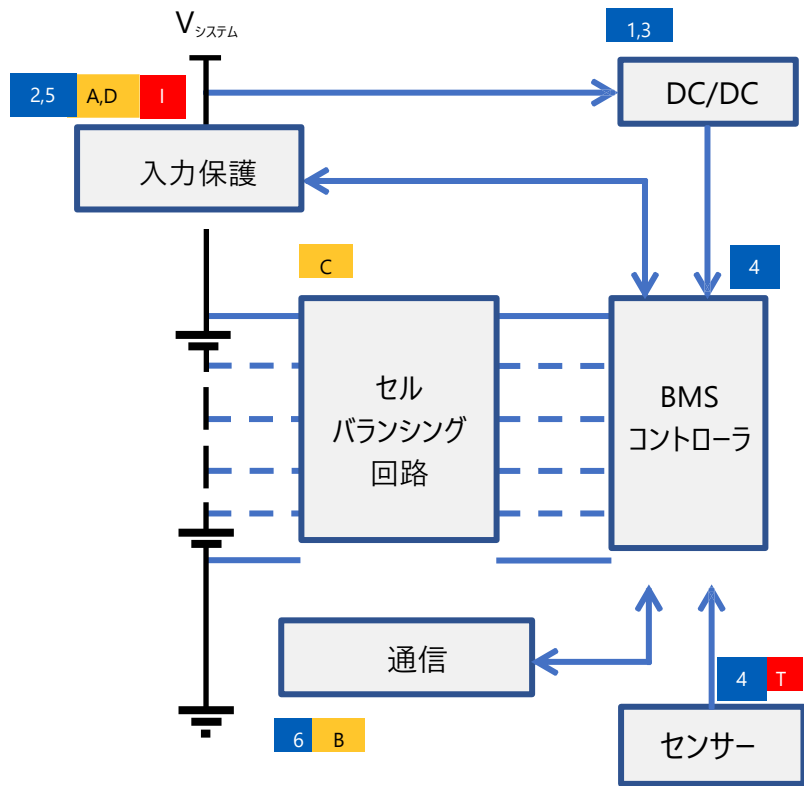 Vシステム
1,3
2,5 A,D I
DC/DC
入力保護
C
4
セル
バランシング
回路
BMS
コントローラ
通信
4 T
6 B
センサー